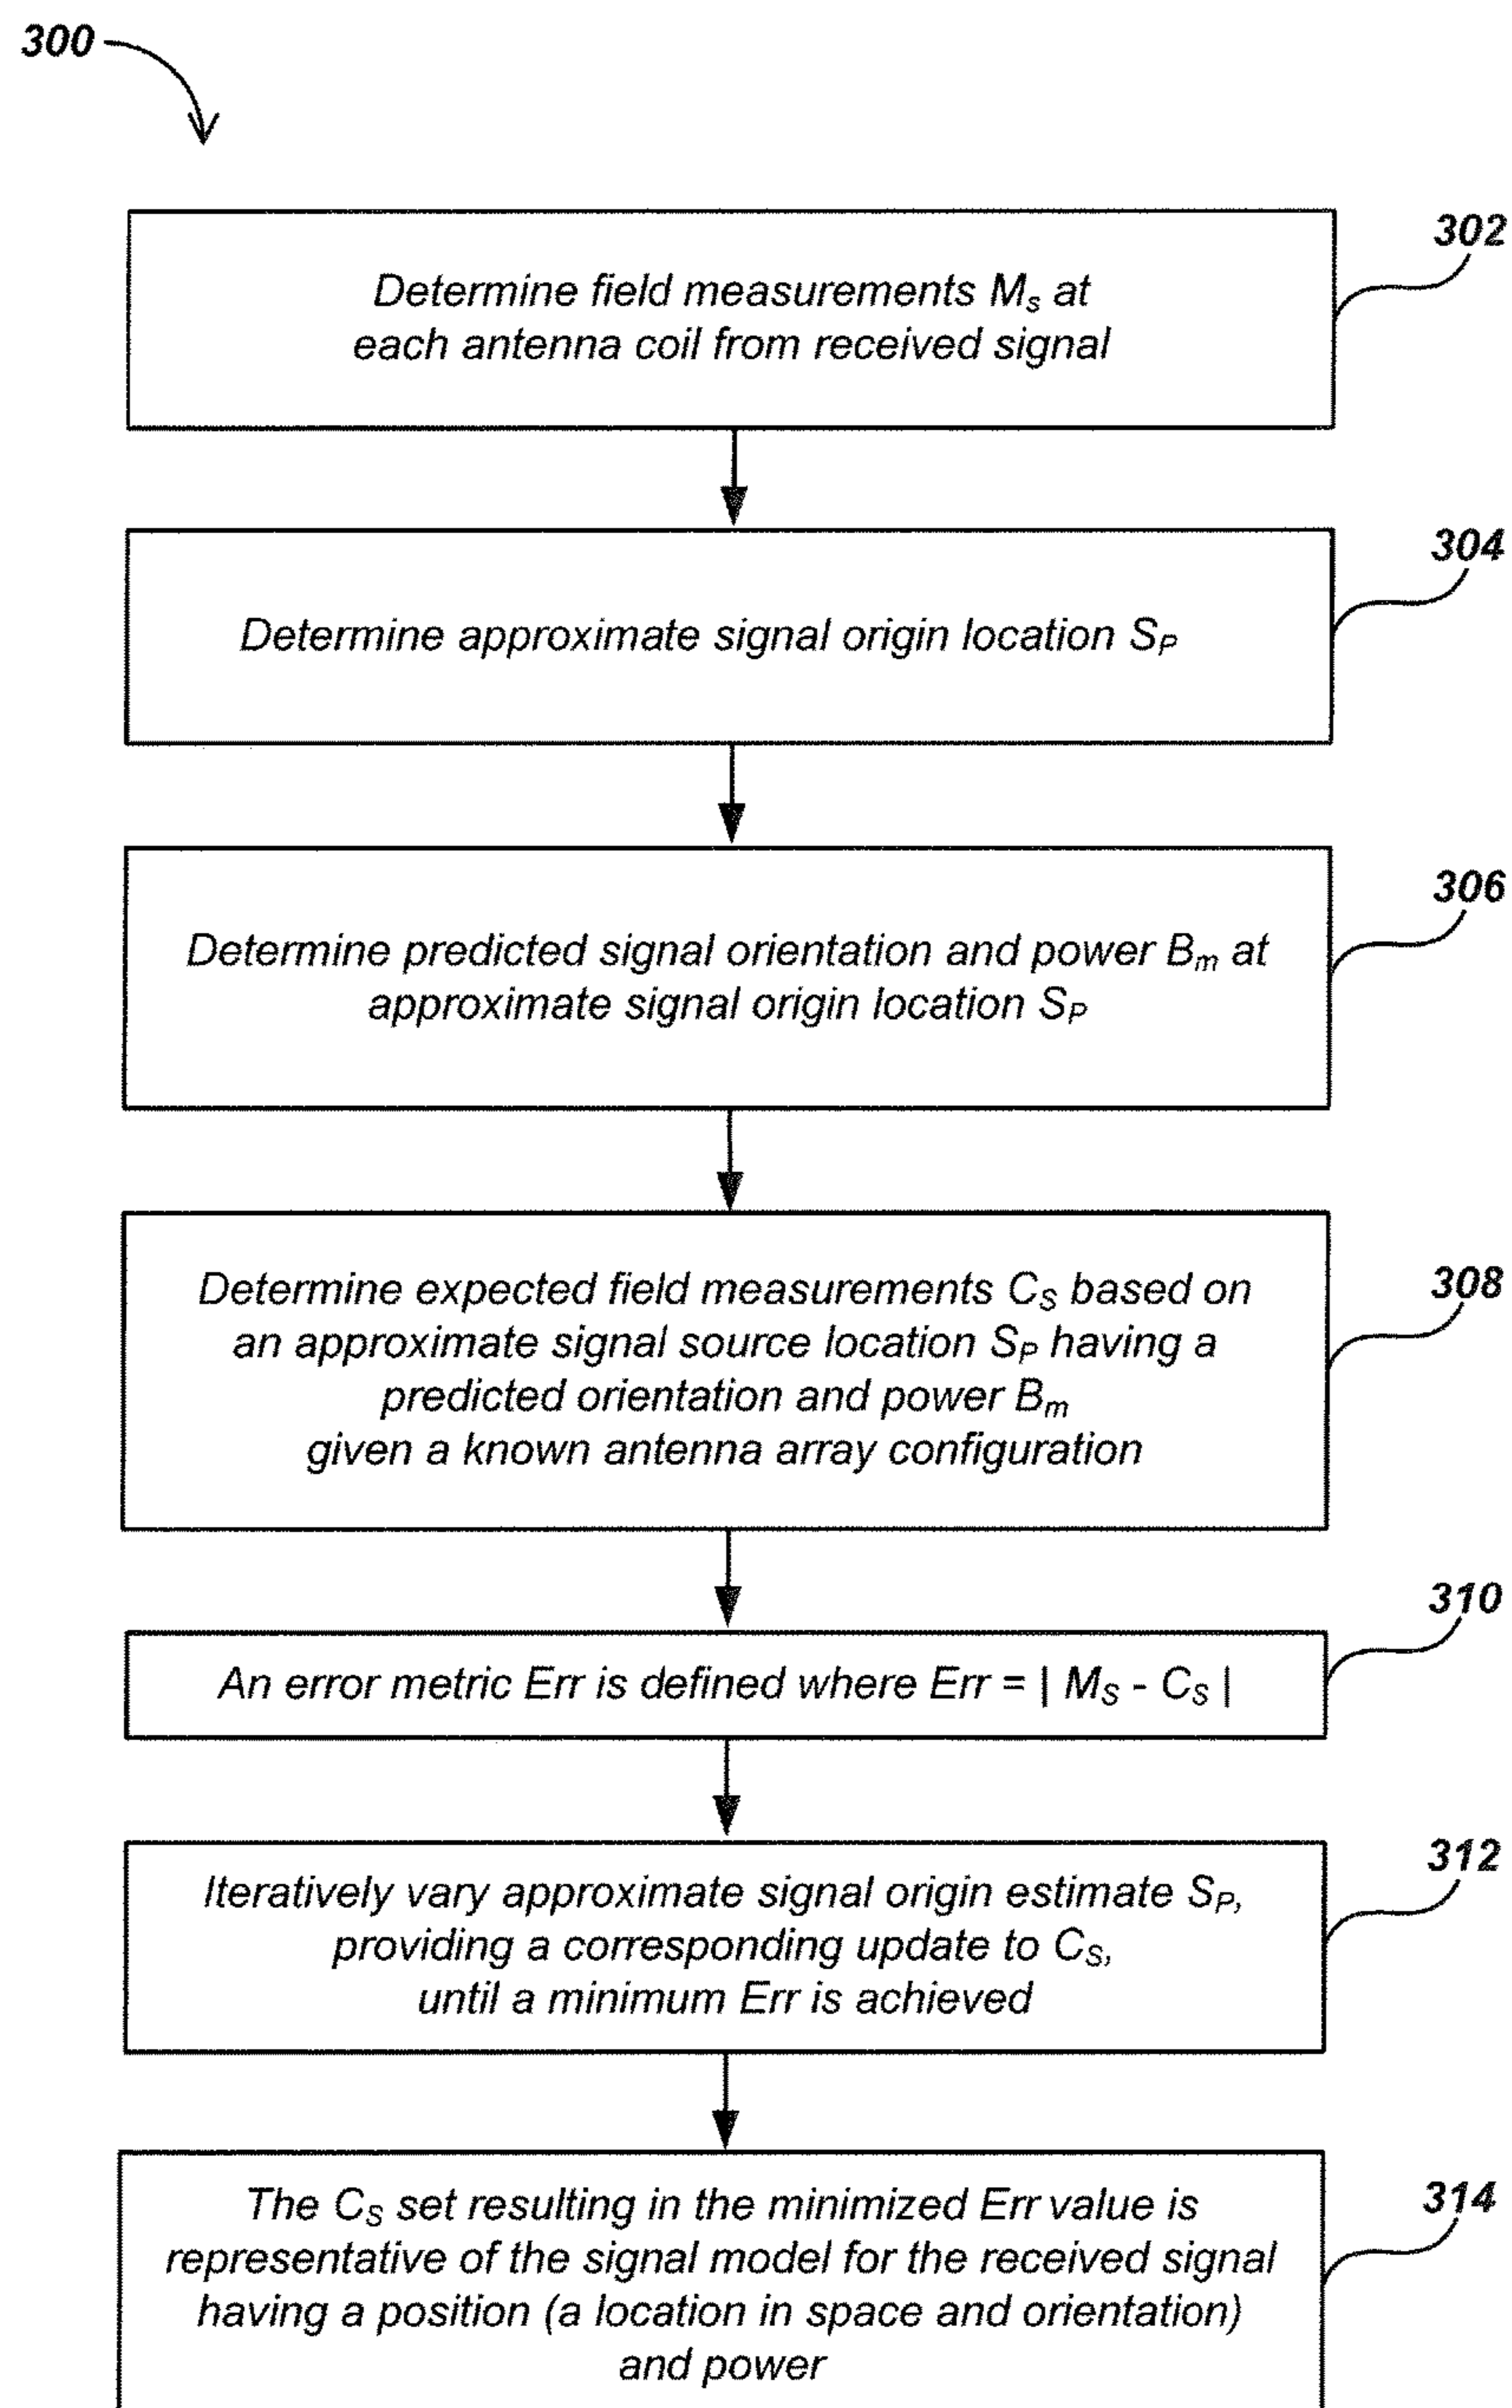 300
302
Determine field measurements Ms at
each antenna coil from received signal
304
Determine approximate signal origin location SP
306
Determine predicted signal orientation and power Bm at
approximate signal origin location SP
308
Determine expected field measurements CS based on
an approximate signal source location SP having a
predicted orientation and power Bm
given a known antenna array configuration
310
An error metric Err is defined where Err = | MS - CS |
312
Iteratively vary approximate signal origin estimate SP,
providing a corresponding update to CS,
until a minimum Err is achieved
314
The CS set resulting in the minimized Err value is
representative of the signal model for the received signal
having a position (a location in space and orientation)
and power